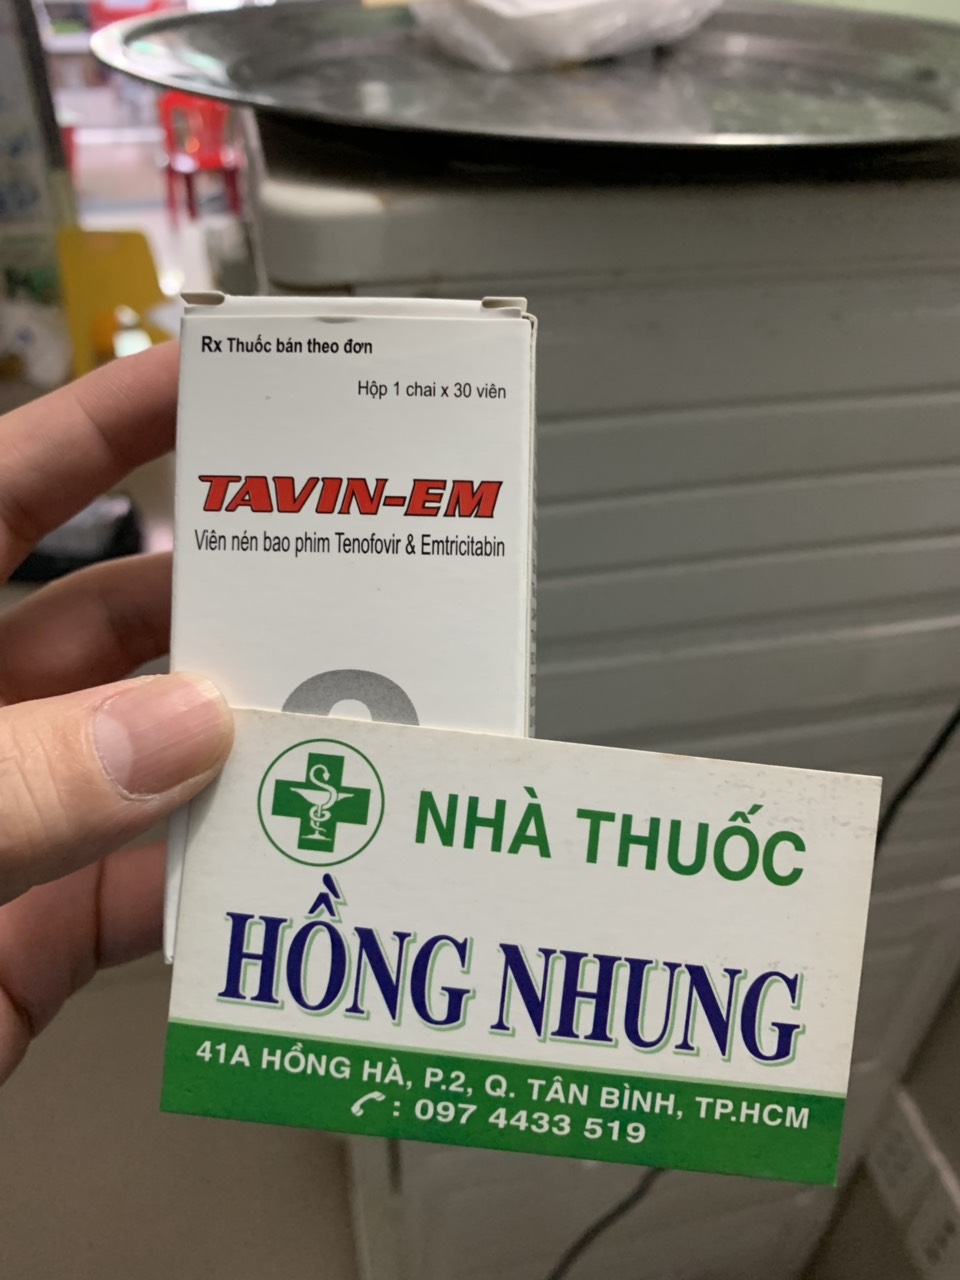 Rx Thuốc bán theo đơn
Hộp 1 chai x 30 viên
TAVIN-EM
Viên nén bao phim Tenofovir & Emtricitabin
NHÀ THUỐC
HỒNG NHUNG
41A HỒNG HÀ, P.2, Q. TÂN BÌNH, TP.HCM
: 097 4433 519